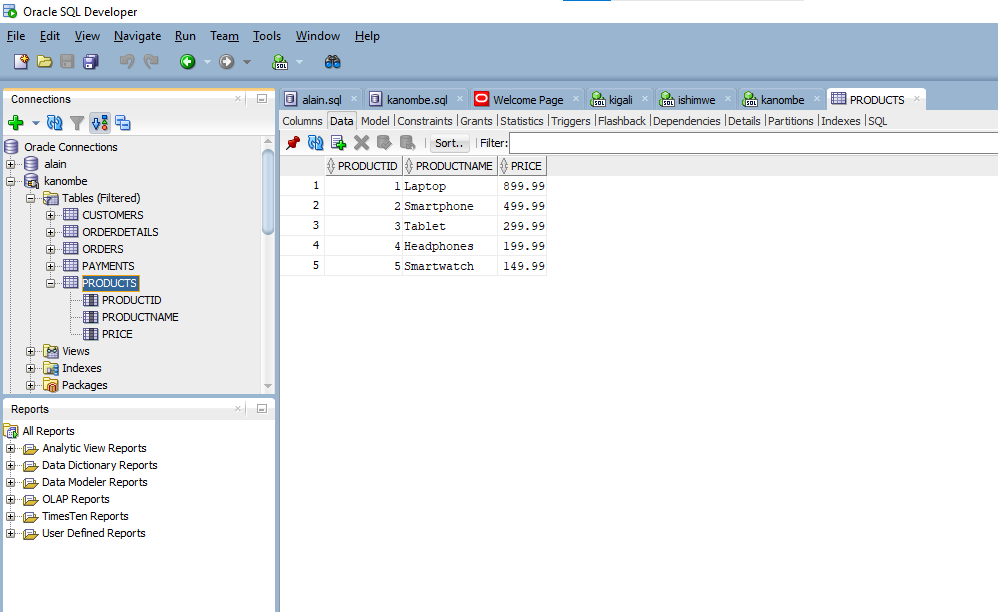 Oracle SQL Developer
File Edit View Navigate Run Team Tools Window Help
Connections
Oracle Connections
alain
kanombe
Tables (Filtered)
CUSTOMERS
ORDERDETAILS
ORDERS
PAYMENTS
PRODUCTS
PRODUCTID
PRODUCTNAME
PRICE
Views
Indexes
Packages
Reports
All Reports
Analytic View Reports
Data Dictionary Reports
Data Modeler Reports
OLAP Reports
TimesTen Reports
User Defined Reports
alain.sql kanombe.sql Welcome Page kigali ishimwe kanombe PRODUCTS
Columns Data Model Constraints Grants Statistics Triggers Flashback Dependencies Details Partitions Indexes SQL
Sort.. Filter:
PRODUCTID PRODUCTNAME PRICE
1 1 Laptop 899.99
2 2 Smartphone 499.99
3 3 Tablet 299.99
4 4 Headphones 199.99
5 5 Smartwatch 149.99